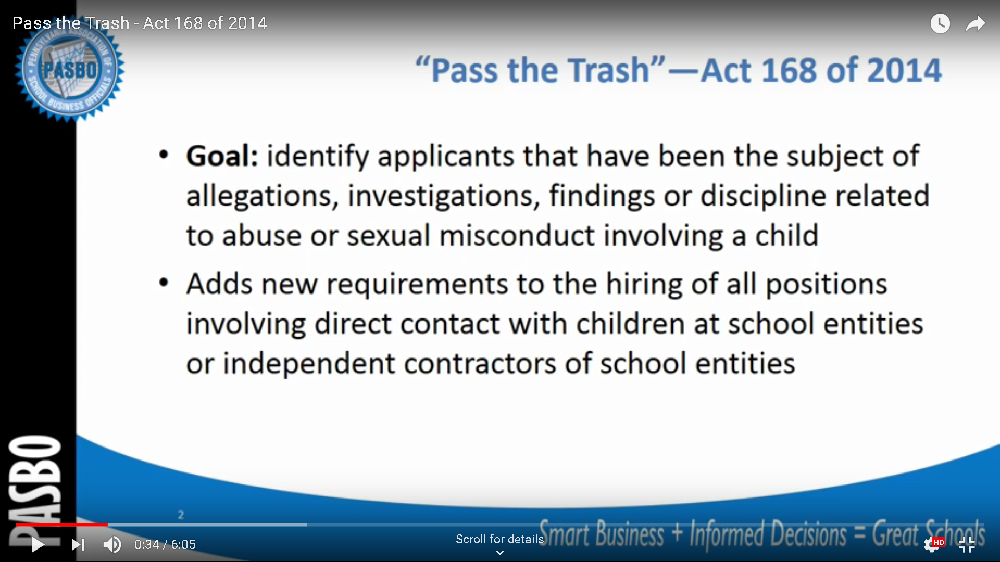 Pass the Trash - Act 168 of 2014
PENNSYLVANIA ASSOCIATION OF
PASBO
SCHOOL BUSINESS OFFICIALS
“Pass the Trash”—Act 168 of 2014
• Goal: identify applicants that have been the subject of
allegations, investigations, findings or discipline related
to abuse or sexual misconduct involving a child
• Adds new requirements to the hiring of all positions
involving direct contact with children at school entities
or independent contractors of school entities
PASBO
2
Smart Business + Informed Decisions = Great Schools
0:34 / 6:05
Scroll for details
HD